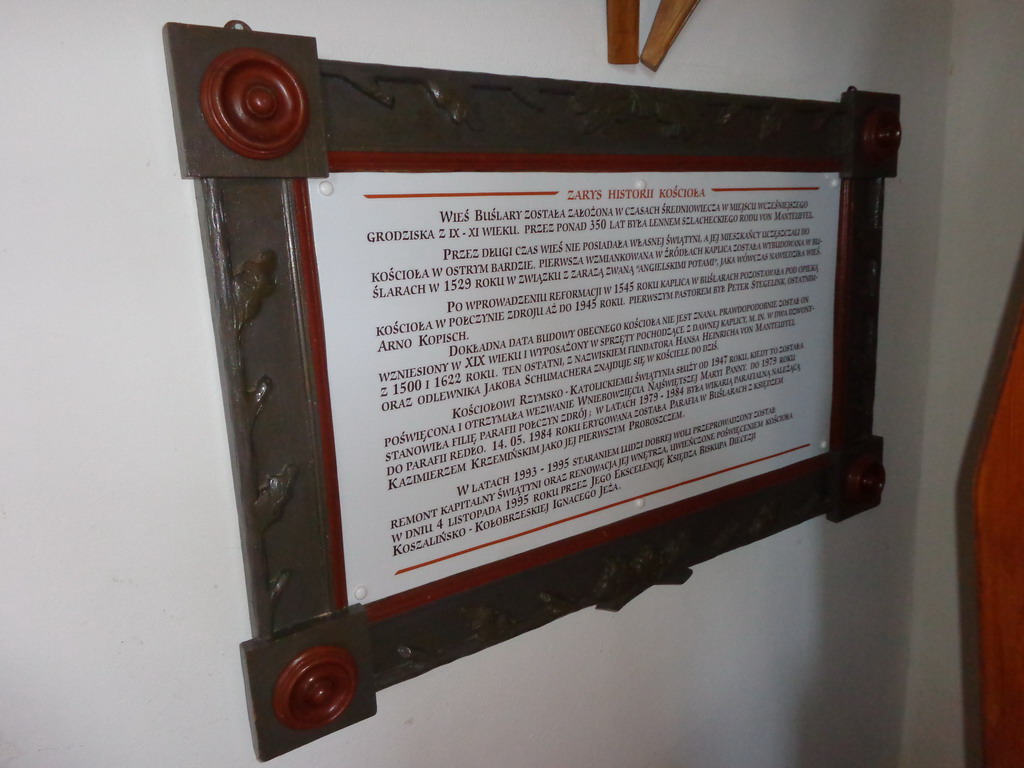 ZARYS HISTORII KOŚCIOŁA
WIEŚ BUŚLARY ZOSTAŁA ZAŁOŻONA W CZASACH ŚREDNIOWIECZA W MIEJSCU WCZEŚNIEJSZEGO
GRODZISKA Z IX - XI WIEKU. PRZEZ PONAD 350 LAT BYŁA LENNEM SZLACHECKIEGO RODU VON MANTEUFFEL.
PRZEZ DŁUGI CZAS WIEŚ NIE POSIADAŁA WŁASNEJ ŚWIĄTYNI, A JEJ MIESZKAŃCY UCZĘSZCZALI DO
KOŚCIOŁA W OSTRYM BARDZIE. PIERWSZA WZMIANKOWANA W ŹRÓDŁACH KAPLICA ZOSTAŁA WYBUDOWANA W BU-
ŚLARACH W 1529 ROKU W ZWIĄZKU Z ZARAZĄ ZWANĄ "ANGIELSKIMI POTAMI", JAKA WÓWCZAS NAWIEDZIŁA WIEŚ.
PO WPROWADZENIU REFORMACJI W 1545 ROKU KAPLICA W BUŚLARACH POZOSTAWAŁA POD OPIEKĄ
KOŚCIOŁA W POŁCZYNIE ZDROJU AŻ DO 1945 ROKU. PIERWSZYM PASTOREM BYŁ PETER STEGELINK, OSTATNIM-
ARNO KOPISCH.
DOKŁADNA DATA BUDOWY OBECNEGO KOŚCIOŁA NIE JEST ZNANA. PRAWDOPODOBNIE ZOSTAŁ ON
WZNIESIONY W XIX WIEKU I WYPOSAŻONY W SPRZĘTY POCHODZĄCE Z DAWNEJ KAPLICY, M. IN. W DWA DZWONY-
Z 1500 I 1622 ROKU. TEN OSTATNI, Z NAZWISKIEM FUNDATORA HANSA HEINRICHA VON MANTEUFFEL
ORAZ ODLEWNIKA JAKOBA SCHUMACHERA ZNAJDUJE SIĘ W KOŚCIELE DO DZIŚ.
KOŚCIOŁOWI RZYMSKO - KATOLICKIEMU ŚWIĄTYNIA SŁUŻY OD 1947 ROKU, KIEDY TO ZOSTAŁA
POŚWIĘCONA I OTRZYMAŁA WEZWANIE WNIEBOWZIĘCIA NAJŚWIĘTSZEJ MARYI PANNY. DO 1979 ROKU
STANOWIŁA FILIĘ PARAFII POŁCZYN ZDRÓJ; W LATACH 1979 - 1984 BYŁA WIKARIĄ PARAFIALNĄ NALEŻĄCĄ
DO PARAFII REDŁO. 14. 05. 1984 ROKU ERYGOWANA ZOSTAŁA PARAFIA W BUŚLARACH Z KSIĘDZEM
KAZIMIERZEM KRZEMIŃSKIM JAKO JEJ PIERWSZYM PROBOSZCZEM.
W LATACH 1993 - 1995 STARANIEM LUDZI DOBREJ WOLI PRZEPROWADZONY ZOSTAŁ
REMONT KAPITALNY ŚWIĄTYNI ORAZ RENOWACJA JEJ WNĘTRZA, UWIEŃCZONE POŚWIĘCENIEM KOŚCIOŁA
W DNIU 4 LISTOPADA 1995 ROKU PRZEZ JEGO EKSCELENCJĘ KSIĘDZA BISKUPA DIECEZJI
KOSZALIŃSKO - KOŁOBRZESKIEJ IGNACEGO JEŻA.